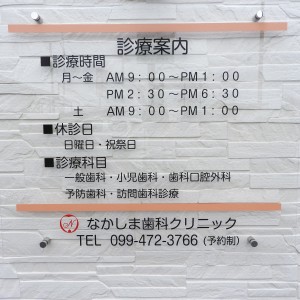 診療案内
■診療時間
月～金 AM9：00～PM1：00
PM2：30～PM6：30
土 AM9：00～PM1：00
■休診日
日曜日・祝祭日
■診療科目
一般歯科・小児歯科・歯科口腔外科
予防歯科・訪問歯科診療
N なかしま歯科クリニック
TEL 099-472-3766（予約制）